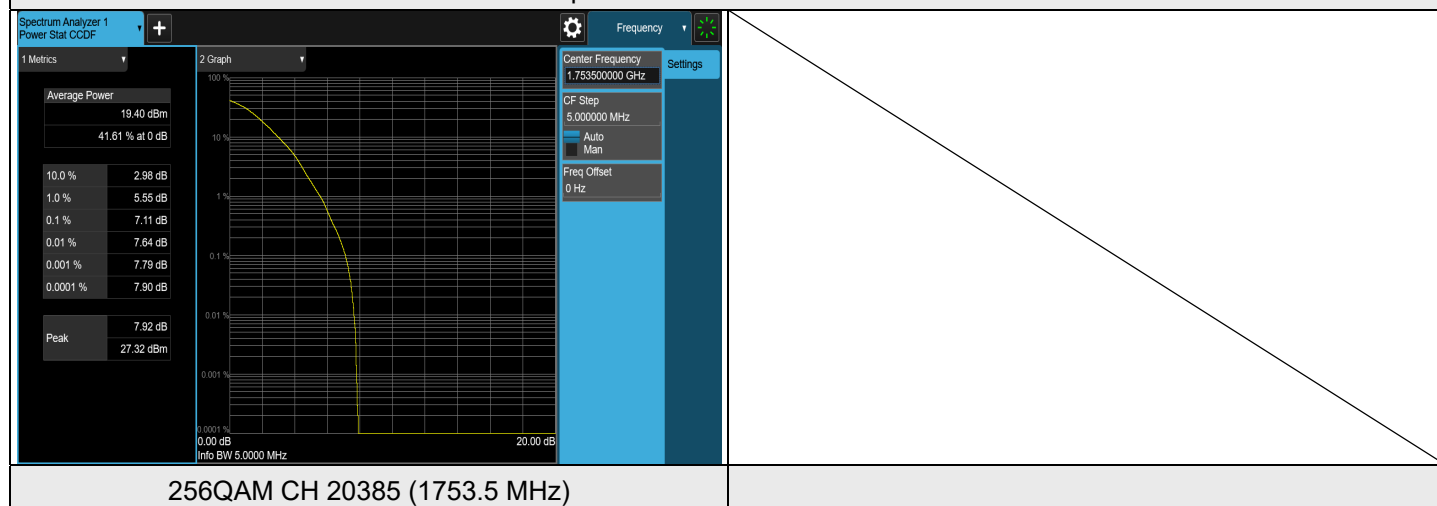 Spectrum Analyzer 1
Power Stat CCDF
Frequency
1 Metrics
2 Graph
Average Power
19.40 dBm
41.61 % at 0 dB
10.0 % 2.98 dB
1.0 % 5.55 dB
0.1 % 7.11 dB
0.01 % 7.64 dB
0.001 % 7.79 dB
0.0001 % 7.90 dB
Peak
7.92 dB
27.32 dBm
100 %
10 %
1 %
0.1 %
0.01 %
0.001 %
0.0001 %
0.00 dB 20.00 dB
Info BW 5.0000 MHz
Center Frequency
1.753500000 GHz
CF Step
5.000000 MHz
Auto
Man
Freq Offset
0 Hz
Settings
256QAM CH 20385 (1753.5 MHz)